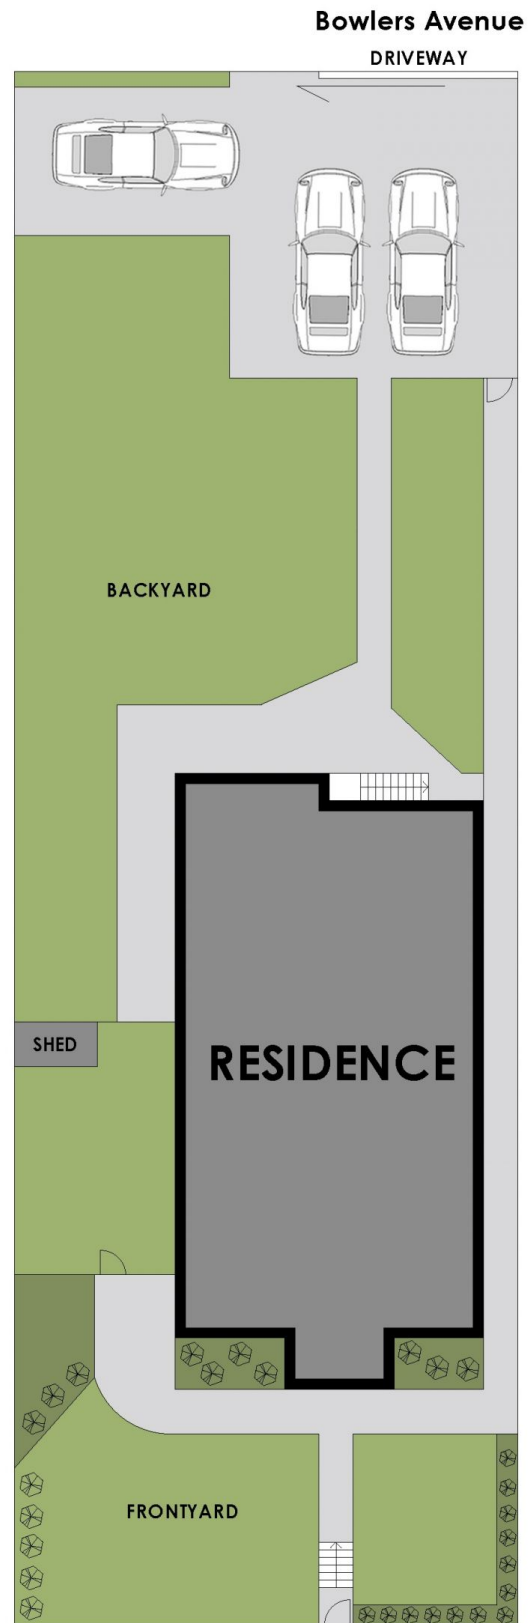 Bowlers Avenue
DRIVEWAY
BACKYARD
SHED
RESIDENCE
FRONTYARD